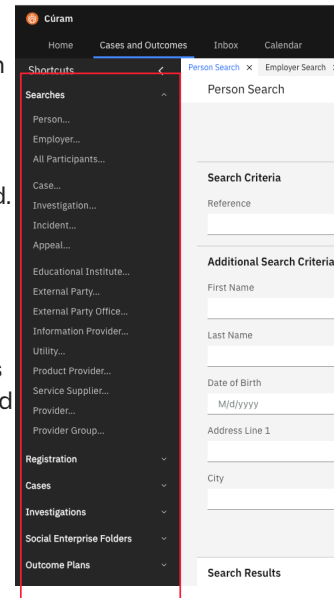 Cúram
Home Cases and Outcomes Inbox Calendar
Shortcuts
Person Search × Employer Search
Searches
Person...
Employer...
All Participants...
Case...
Investigation...
Incident...
Appeal...
Educational Institute...
External Party...
External Party Office...
Information Provider...
Utility...
Product Provider...
Service Supplier...
Provider...
Provider Group...
Registration
Cases
Investigations
Social Enterprise Folders
Outcome Plans
Person Search
Search Criteria
Reference
Additional Search Criteria
First Name
Last Name
Date of Birth
M/d/yyyy
Address Line 1
City
Search Results